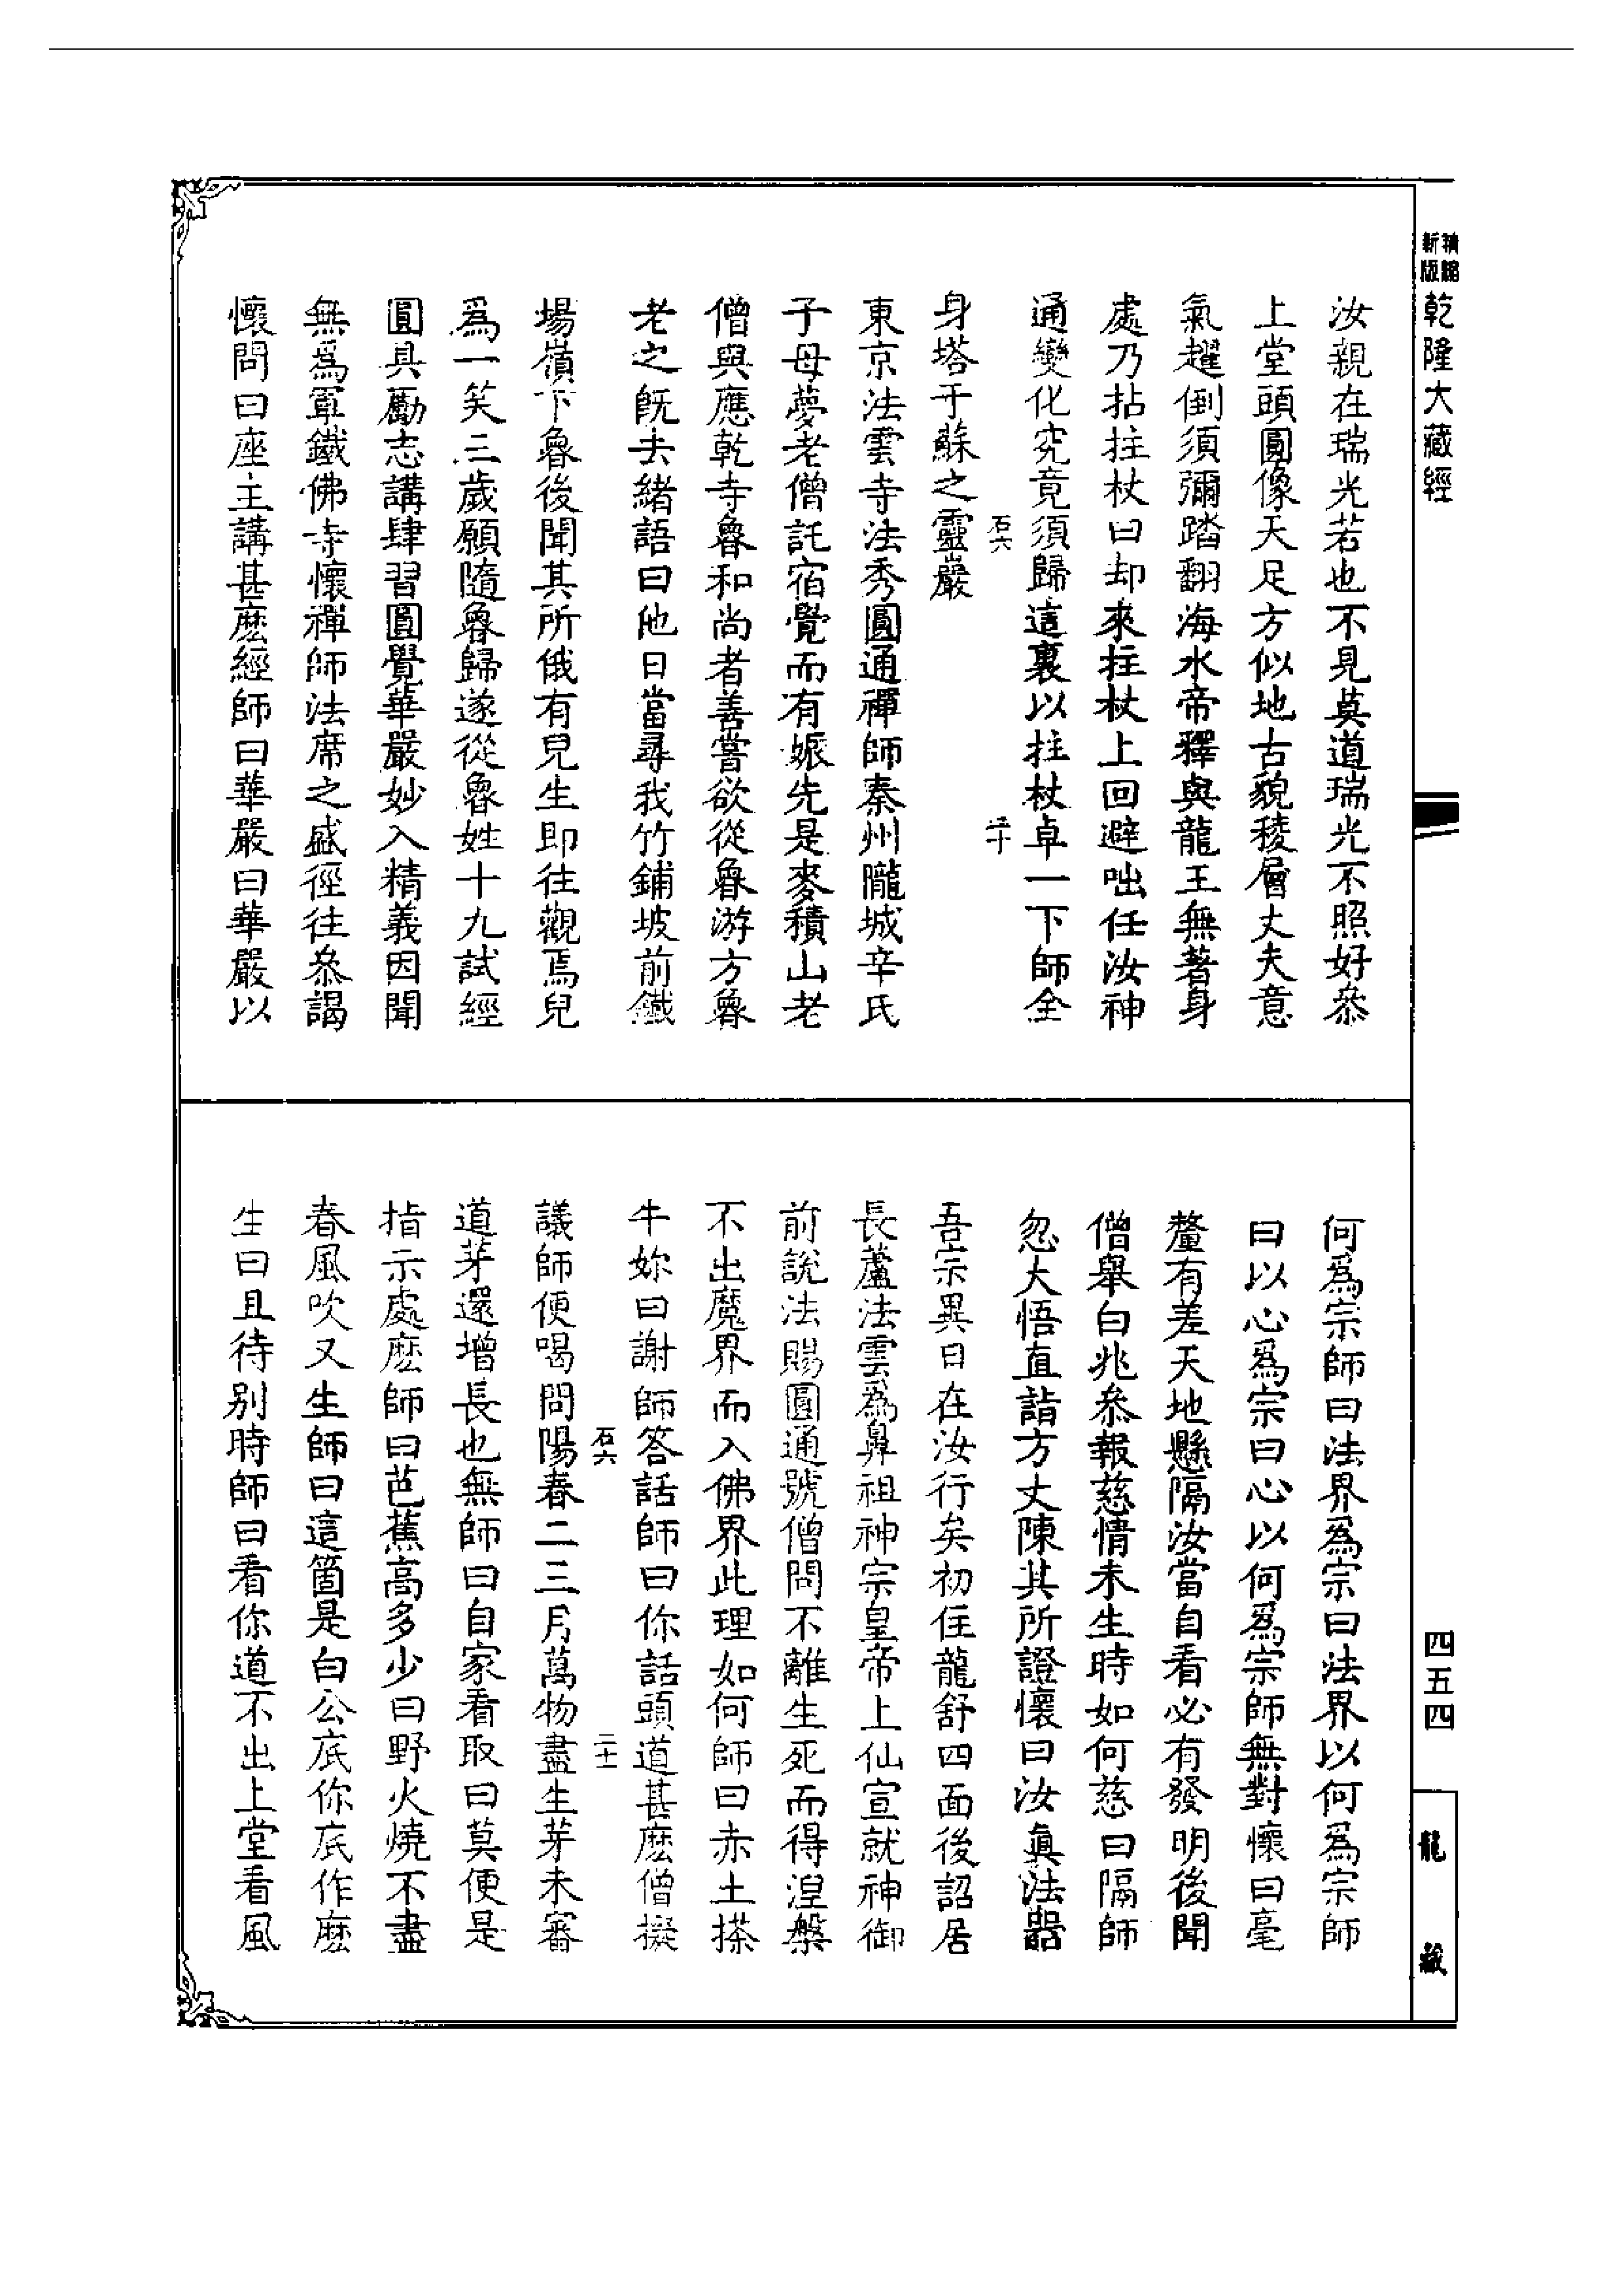 精縮新版
乾隆大藏經
汝親在瑞光若也不見莫道瑞光不照好叅
上堂頭圓像天足方似地古貌稜層丈夫意
氣趯倒須彌踏翻海水帝釋與龍王無著身
處乃拈拄杖曰却來拄杖上回避咄任汝神
通變化究竟須歸這裏以拄杖卓一下師全
石六
二十
身塔于蘇之靈巖
東京法雲寺法秀圓通禪師秦州隴城辛氏
子母夢老僧託宿覺而有娠先是麥積山老
僧與應乾寺魯和尚者善嘗欲從魯游方魯
老之旣去緒語曰他日當尋我竹鋪坡前鐵
場嶺下魯後聞其所俄有兒生即往觀焉兒
爲一笑三歲願隨魯歸遂從魯姓十九試經
圓具勵志講肆習圓覺華嚴妙入精義因聞
無爲軍鐵佛寺懷禪師法席之盛徑往叅謁
懷問曰座主講甚麽經師曰華嚴曰華嚴以
何爲宗師曰法界爲宗曰法界以何爲宗師
曰以心爲宗曰心以何爲宗師無對懷曰毫
釐有差天地懸隔汝當自看必有發明後聞
僧舉白兆叅報慈情未生時如何慈曰隔師
忽大悟直詣方丈陳其所證懷曰汝眞法器
吾宗異日在汝行矣初住龍舒四面後詔居
長蘆法雲爲鼻祖神宗皇帝上仙宣就神御
前說法賜圓通號僧問不離生死而得涅槃
不出魔界而入佛界此理如何師曰赤土搽
牛妳曰謝師答話師曰你話頭道甚麽僧擬
石六
二十一
議師便喝問陽春二三月萬物盡生芽未審
道芽還增長也無師曰自家看取曰莫便是
指示處麽師曰芭蕉高多少曰野火燒不盡
春風吹又生師曰這箇是白公底你底作麽
生曰且待別時師曰看你道不出上堂看風
四五四
龍藏